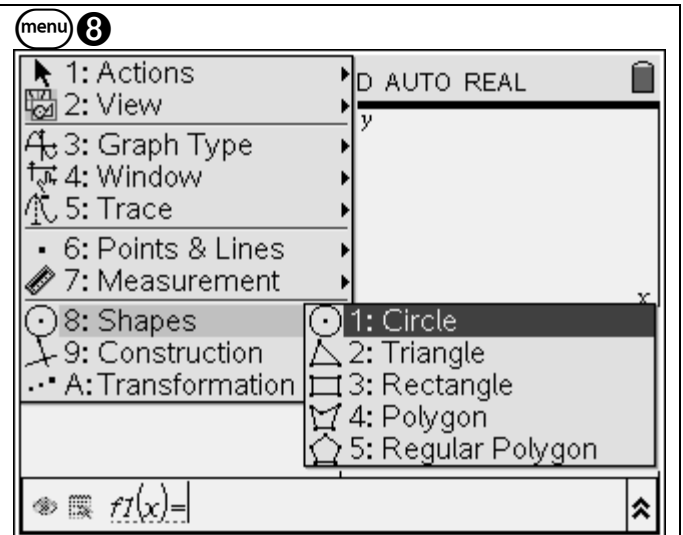 menu 8
1: Actions
D AUTO REAL
2: View
y
3: Graph Type
4: Window
5: Trace
6: Points & Lines
7: Measurement
x
8: Shapes
1: Circle
9: Construction
2: Triangle
A: Transformation
3: Rectangle
4: Polygon
5: Regular Polygon
f1(x)=